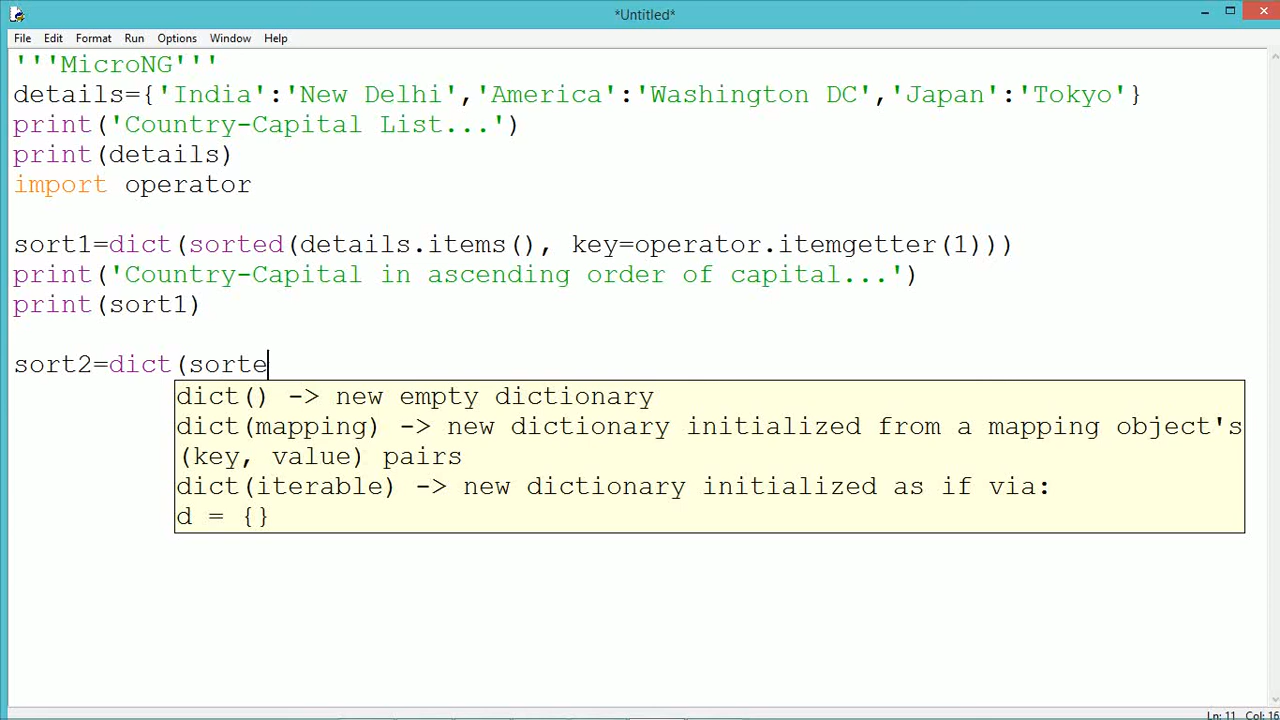 *Untitled*
File Edit Format Run Options Window Help
'''MicroNG'''
details={'India':'New Delhi','America':'Washington DC','Japan':'Tokyo'}
print('Country-Capital List...')
print(details)
import operator
sort1=dict(sorted(details.items(), key=operator.itemgetter(1)))
print('Country-Capital in ascending order of capital...')
print(sort1)
sort2=dict(sorte
dict() -> new empty dictionary
dict(mapping) -> new dictionary initialized from a mapping object's
(key, value) pairs
dict(iterable) -> new dictionary initialized as if via:
d = {}
Ln: 11 Col: 16